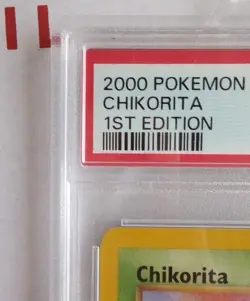 2000 POKEMON
CHIKORITA
1ST EDITION
Chikorita